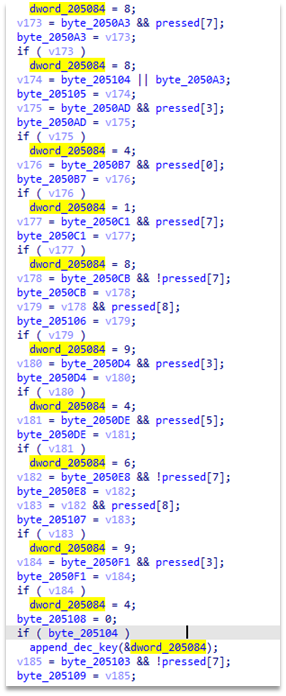 dword_205084 = 8;
v173 = byte_2050A3 && pressed[7];
byte_2050A3 = v173;
if ( v173 )
dword_205084 = 8;
v174 = byte_205104 || byte_2050A3;
byte_205105 = v174;
v175 = byte_2050AD && pressed[3];
byte_2050AD = v175;
if ( v175 )
dword_205084 = 4;
v176 = byte_2050B7 && pressed[0];
byte_2050B7 = v176;
if ( v176 )
dword_205084 = 1;
v177 = byte_2050C1 && pressed[7];
byte_2050C1 = v177;
if ( v177 )
dword_205084 = 8;
v178 = byte_2050CB && !pressed[7];
byte_2050CB = v178;
v179 = v178 && pressed[8];
byte_205106 = v179;
if ( v179 )
dword_205084 = 9;
v180 = byte_2050D4 && pressed[3];
byte_2050D4 = v180;
if ( v180 )
dword_205084 = 4;
v181 = byte_2050DE && pressed[5];
byte_2050DE = v181;
if ( v181 )
dword_205084 = 6;
v182 = byte_2050E8 && !pressed[7];
byte_2050E8 = v182;
v183 = v182 && pressed[8];
byte_205107 = v183;
if ( v183 )
dword_205084 = 9;
v184 = byte_2050F1 && pressed[3];
byte_2050F1 = v184;
if ( v184 )
dword_205084 = 4;
byte_205108 = 0;
if ( byte_205104 )
append_dec_key(&dword_205084);
v185 = byte_205103 && !pressed[7];
byte_205109 = v185;